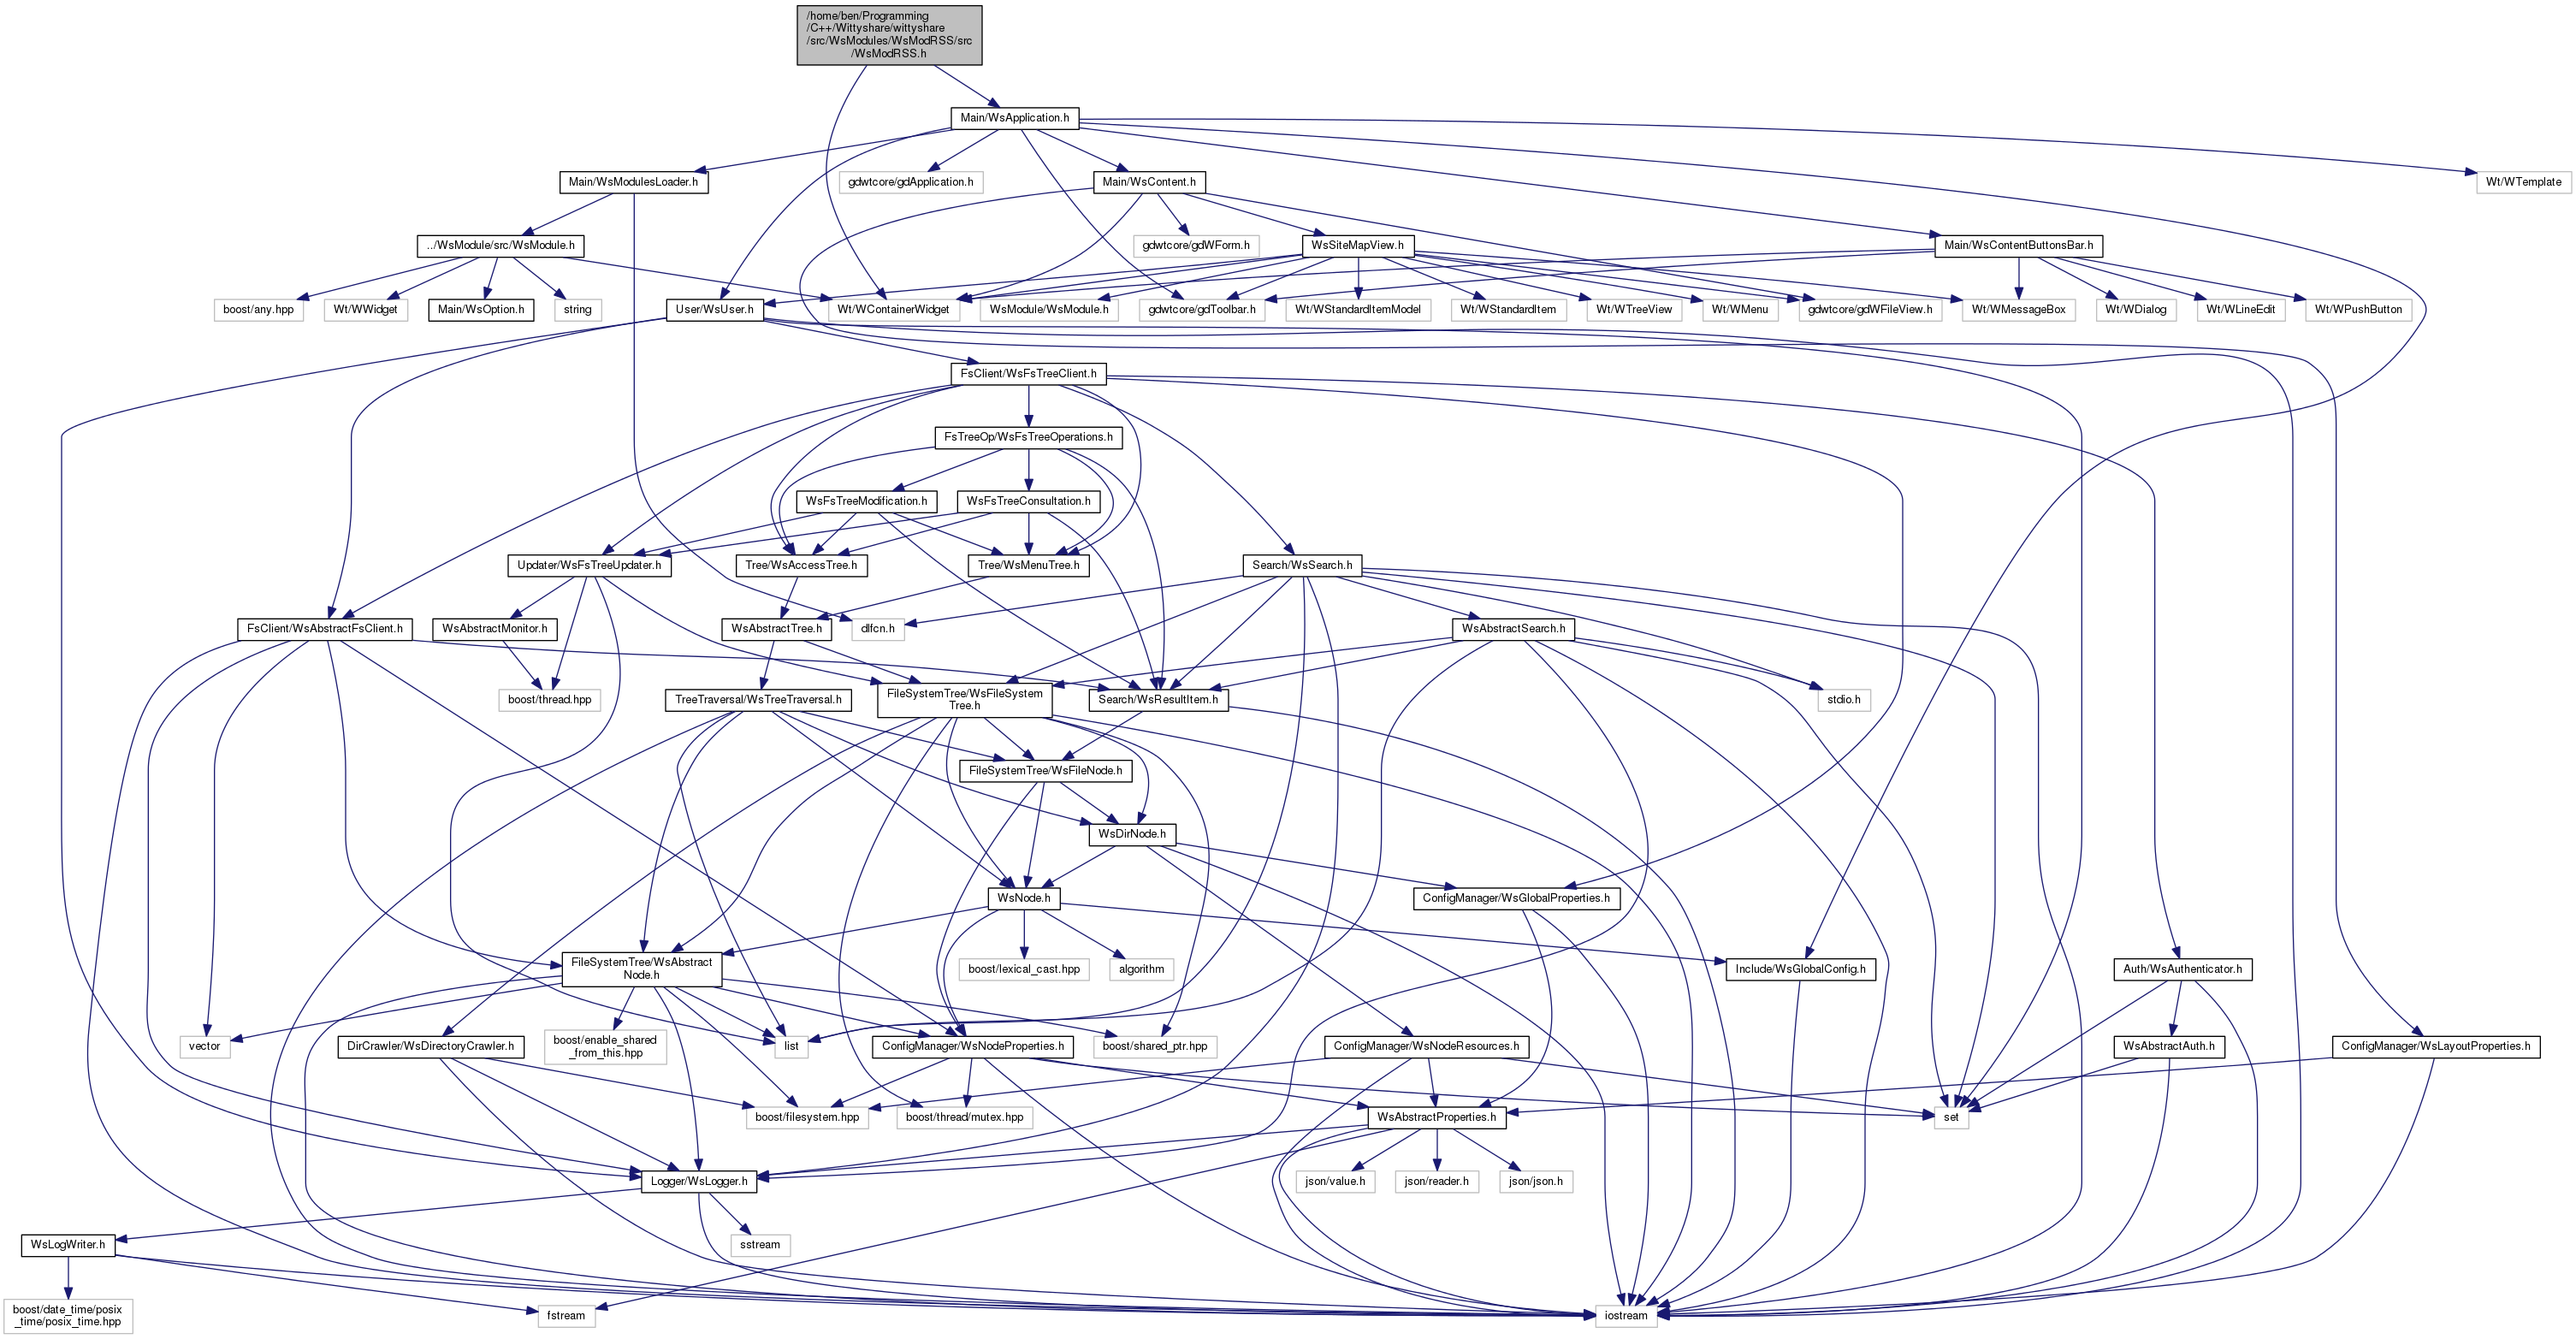 /home/ben/Programming
/C++/Wittyshare/wittyshare
/src/WsModules/WsModRSS/src
/WsModRSS.h
Main/WsApplication.h
Main/WsModulesLoader.h
gdwtcore/gdApplication.h
Main/WsContent.h
Wt/WTemplate
../WsModule/src/WsModule.h
gdwtcore/gdWForm.h
WsSiteMapView.h
Main/WsContentButtonsBar.h
boost/any.hpp
Wt/WWidget
Main/WsOption.h
string
User/WsUser.h
Wt/WContainerWidget
WsModule/WsModule.h
gdwtcore/gdToolbar.h
Wt/WStandardItemModel
Wt/WStandardItem
Wt/WTreeView
Wt/WMenu
gdwtcore/gdWFileView.h
Wt/WMessageBox
Wt/WDialog
Wt/WLineEdit
Wt/WPushButton
FsClient/WsFsTreeClient.h
FsTreeOp/WsFsTreeOperations.h
WsFsTreeModification.h
WsFsTreeConsultation.h
Updater/WsFsTreeUpdater.h
Tree/WsAccessTree.h
Tree/WsMenuTree.h
Search/WsSearch.h
FsClient/WsAbstractFsClient.h
WsAbstractMonitor.h
WsAbstractTree.h
dlfcn.h
WsAbstractSearch.h
boost/thread.hpp
TreeTraversal/WsTreeTraversal.h
FileSystemTree/WsFileSystem
Tree.h
Search/WsResultItem.h
stdio.h
FileSystemTree/WsFileNode.h
WsDirNode.h
WsNode.h
ConfigManager/WsGlobalProperties.h
FileSystemTree/WsAbstract
Node.h
boost/lexical_cast.hpp
algorithm
Include/WsGlobalConfig.h
Auth/WsAuthenticator.h
vector
DirCrawler/WsDirectoryCrawler.h
boost/enable_shared
_from_this.hpp
list
ConfigManager/WsNodeProperties.h
boost/shared_ptr.hpp
ConfigManager/WsNodeResources.h
WsAbstractAuth.h
ConfigManager/WsLayoutProperties.h
boost/filesystem.hpp
boost/thread/mutex.hpp
WsAbstractProperties.h
set
Logger/WsLogger.h
json/value.h
json/reader.h
json/json.h
WsLogWriter.h
sstream
boost/date_time/posix
_time/posix_time.hpp
fstream
iostream